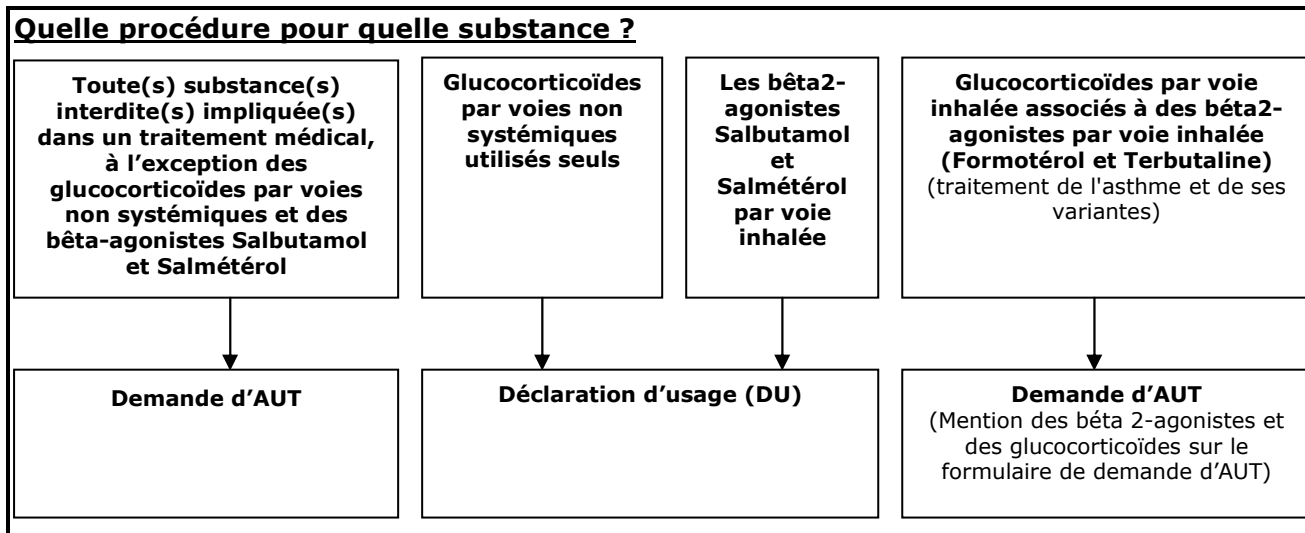 Quelle procédure pour quelle substance ?
Toute(s) substance(s)
interdite(s) impliquée(s)
dans un traitement médical,
à l’exception des
glucocorticoïdes par voies
non systémiques et des
bêta-agonistes Salbutamol
et Salmétérol
Glucocorticoïdes
par voies non
systémiques
utilisés seuls
Les bêta2-
agonistes
Salbutamol
et
Salmétérol
par voie
inhalée
Glucocorticoïdes par voie
inhalée associés à des béta2-
agonistes par voie inhalée
(Formotérol et Terbutaline)
(traitement de l'asthme et de ses
variantes)
Demande d’AUT
Déclaration d’usage (DU)
Demande d’AUT
(Mention des béta 2-agonistes et
des glucocorticoïdes sur le
formulaire de demande d’AUT)